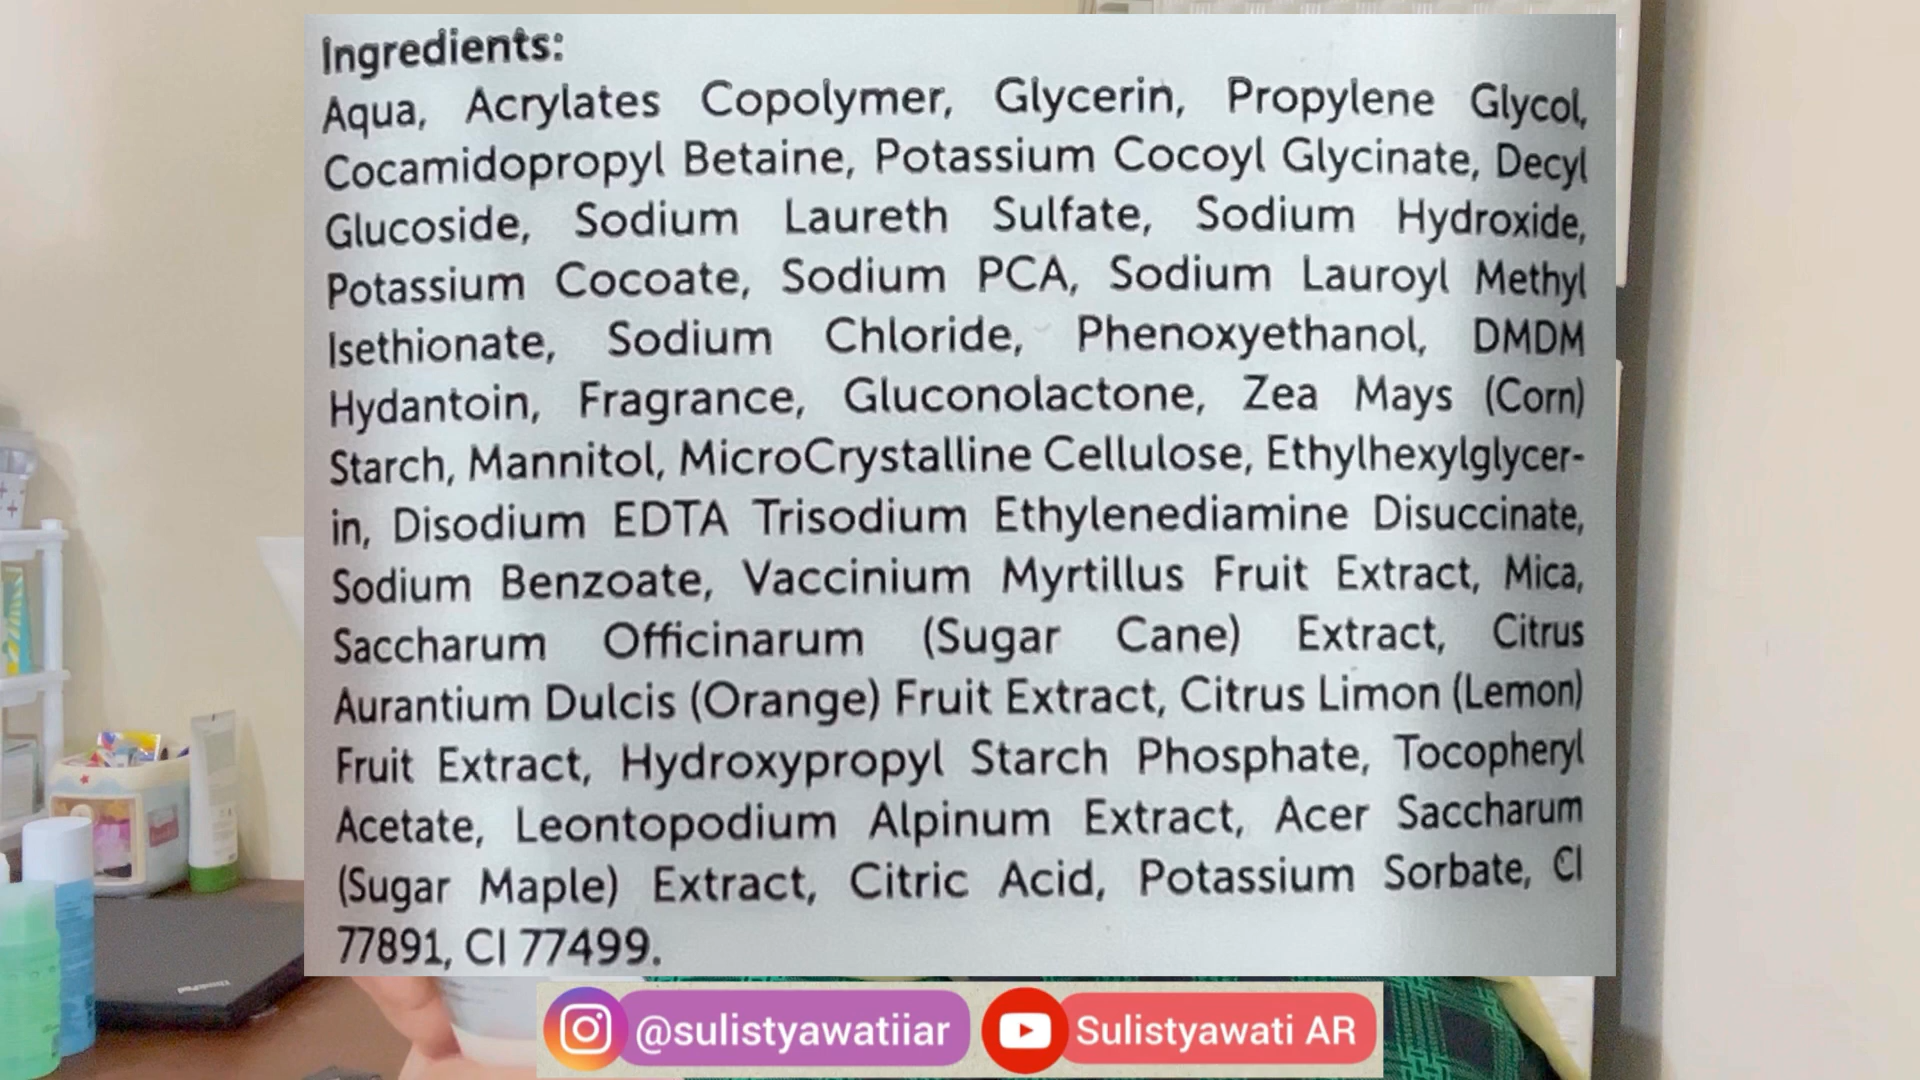 Ingredients:
Aqua, Acrylates Copolymer, Glycerin, Propylene Glycol,
Cocamidopropyl Betaine, Potassium Cocoyl Glycinate, Decyl
Glucoside, Sodium Laureth Sulfate, Sodium Hydroxide,
Potassium Cocoate, Sodium PCA, Sodium Lauroyl Methyl
Isethionate, Sodium Chloride, Phenoxyethanol, DMDM
Hydantoin, Fragrance, Gluconolactone, Zea Mays (Corn)
Starch, Mannitol, MicroCrystalline Cellulose, Ethylhexylglycer-
in, Disodium EDTA Trisodium Ethylenediamine Disuccinate,
Sodium Benzoate, Vaccinium Myrtillus Fruit Extract, Mica,
Saccharum Officinarum (Sugar Cane) Extract, Citrus
Aurantium Dulcis (Orange) Fruit Extract, Citrus Limon (Lemon)
Fruit Extract, Hydroxypropyl Starch Phosphate, Tocopheryl
Acetate, Leontopodium Alpinum Extract, Acer Saccharum
(Sugar Maple) Extract, Citric Acid, Potassium Sorbate, CI
77891, CI 77499.
ThinkPad
@sulistyawatiiar
Sulistyawati AR